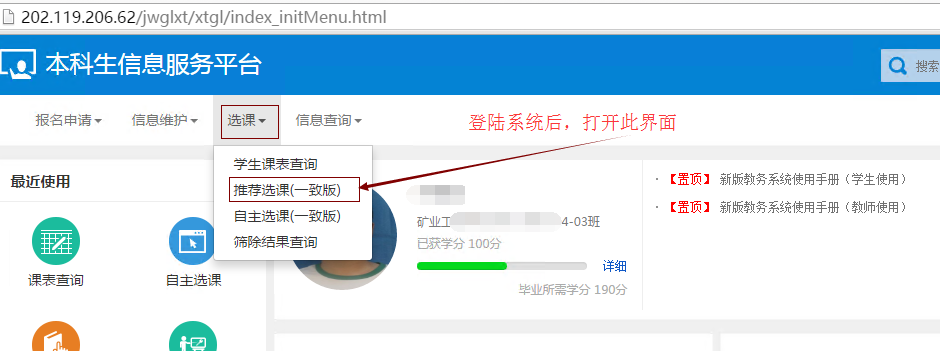 202.119.206.62/jwglxt/xtgl/index_initMenu.html
本科生信息服务平台
搜索
报名申请 信息维护 选课 信息查询
登陆系统后，打开此界面
学生课表查询
推荐选课(一致版)
自主选课(一致版)
筛除结果查询
最近使用
课表查询
自主选课
矿业工 4-03班
已获学分 100分
详细
毕业所需学分 190分
· 【置顶】 新版教务系统使用手册（学生使用）
· 【置顶】 新版教务系统使用手册（教师使用）